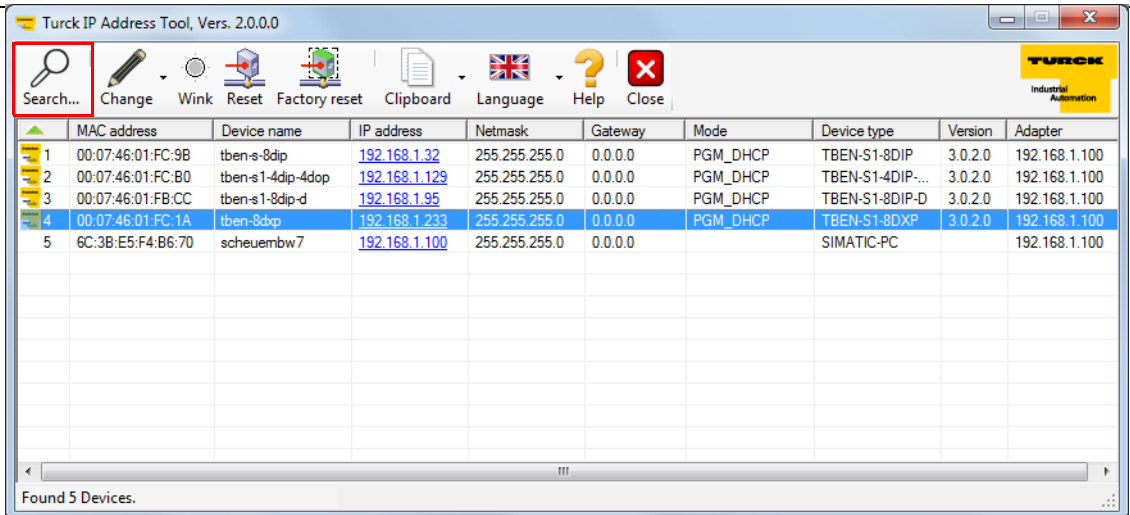 Turck IP Address Tool, Vers. 2.0.0.0
Search... Change Wink Reset Factory reset Clipboard Language Help Close
TURCK
Industrial
Automation
MAC address Device name IP address Netmask Gateway Mode Device type Version Adapter
1 00:07:46:01:FC:9B tben-s-8dip 192.168.1.32 255.255.255.0 0.0.0.0 PGM_DHCP TBEN-S1-8DIP 3.0.2.0 192.168.1.100
2 00:07:46:01:FC:B0 tben-s1-4dip-4dop 192.168.1.129 255.255.255.0 0.0.0.0 PGM_DHCP TBEN-S1-4DIP-... 3.0.2.0 192.168.1.100
3 00:07:46:01:FB:CC tben-s1-8dip-d 192.168.1.95 255.255.255.0 0.0.0.0 PGM_DHCP TBEN-S1-8DIP-D 3.0.2.0 192.168.1.100
4 00:07:46:01:FC:1A tben-8dxp 192.168.1.233 255.255.255.0 0.0.0.0 PGM_DHCP TBEN-S1-8DXP 3.0.2.0 192.168.1.100
5 6C:3B:E5:F4:B6:70 scheuembw7 192.168.1.100 255.255.255.0 0.0.0.0 SIMATIC-PC 192.168.1.100
Found 5 Devices.